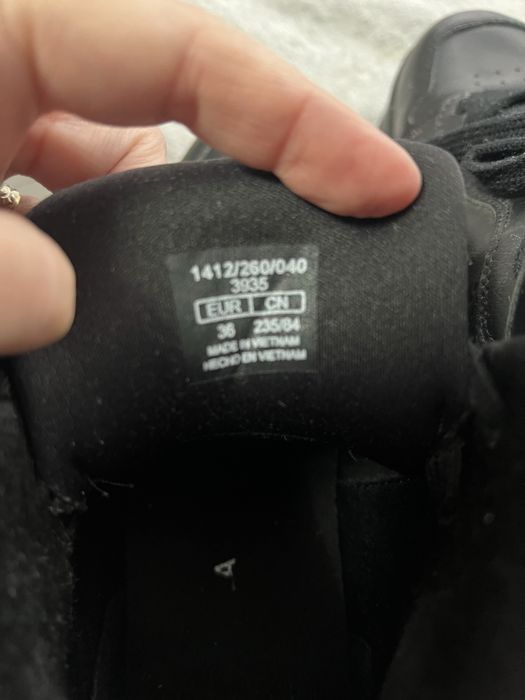 1412/260/040
3935
EUR CN
36 235/84
MADE IN VIETNAM
HECHO EN VIETNAM
A